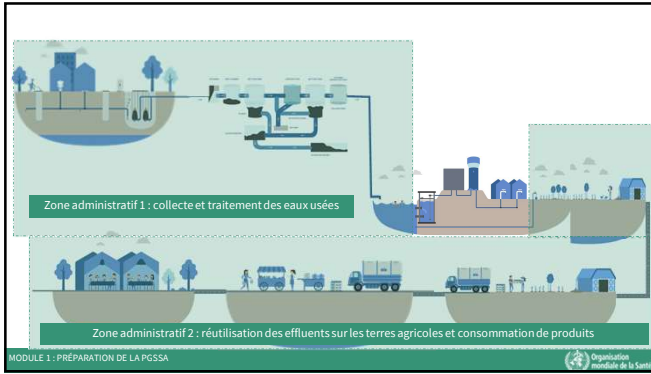 Zone administratif 1 : collecte et traitement des eaux usées
Zone administratif 2 : réutilisation des effluents sur les terres agricoles et consommation de produits
MODULE 1 : PRÉPARATION DE LA PGSSA
Organisation
mondiale de la Santé